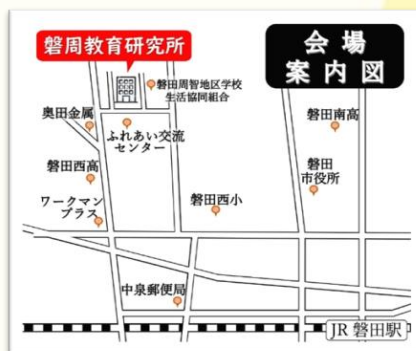 磐周教育研究所
会場
案内図
磐田周智地区学校
生活協同組合
奥田金属
ふれあい交流
センター
磐田南高
磐田西高
磐田
市役所
ワークマン
プラス
磐田西小
中泉郵便局
JR 磐田駅